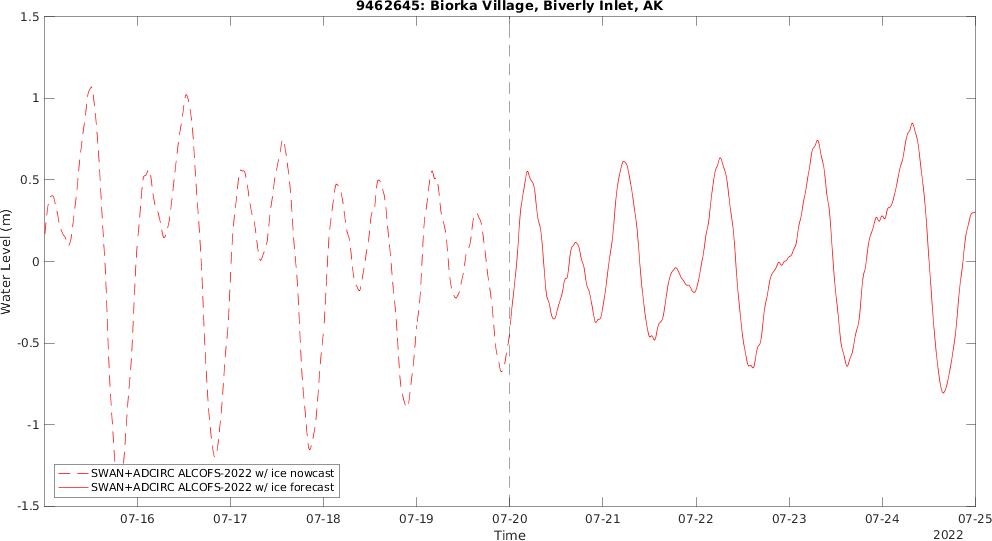 9462645: Biorka Village, Biverly Inlet, AK
1.5
1
0.5
0
-0.5
-1
-1.5
Water Level (m)
SWAN+ADCIRC ALCOFS-2022 w/ ice nowcast
SWAN+ADCIRC ALCOFS-2022 w/ ice forecast
07-16 07-17 07-18 07-19 07-20 07-21 07-22 07-23 07-24 07-25
Time
2022